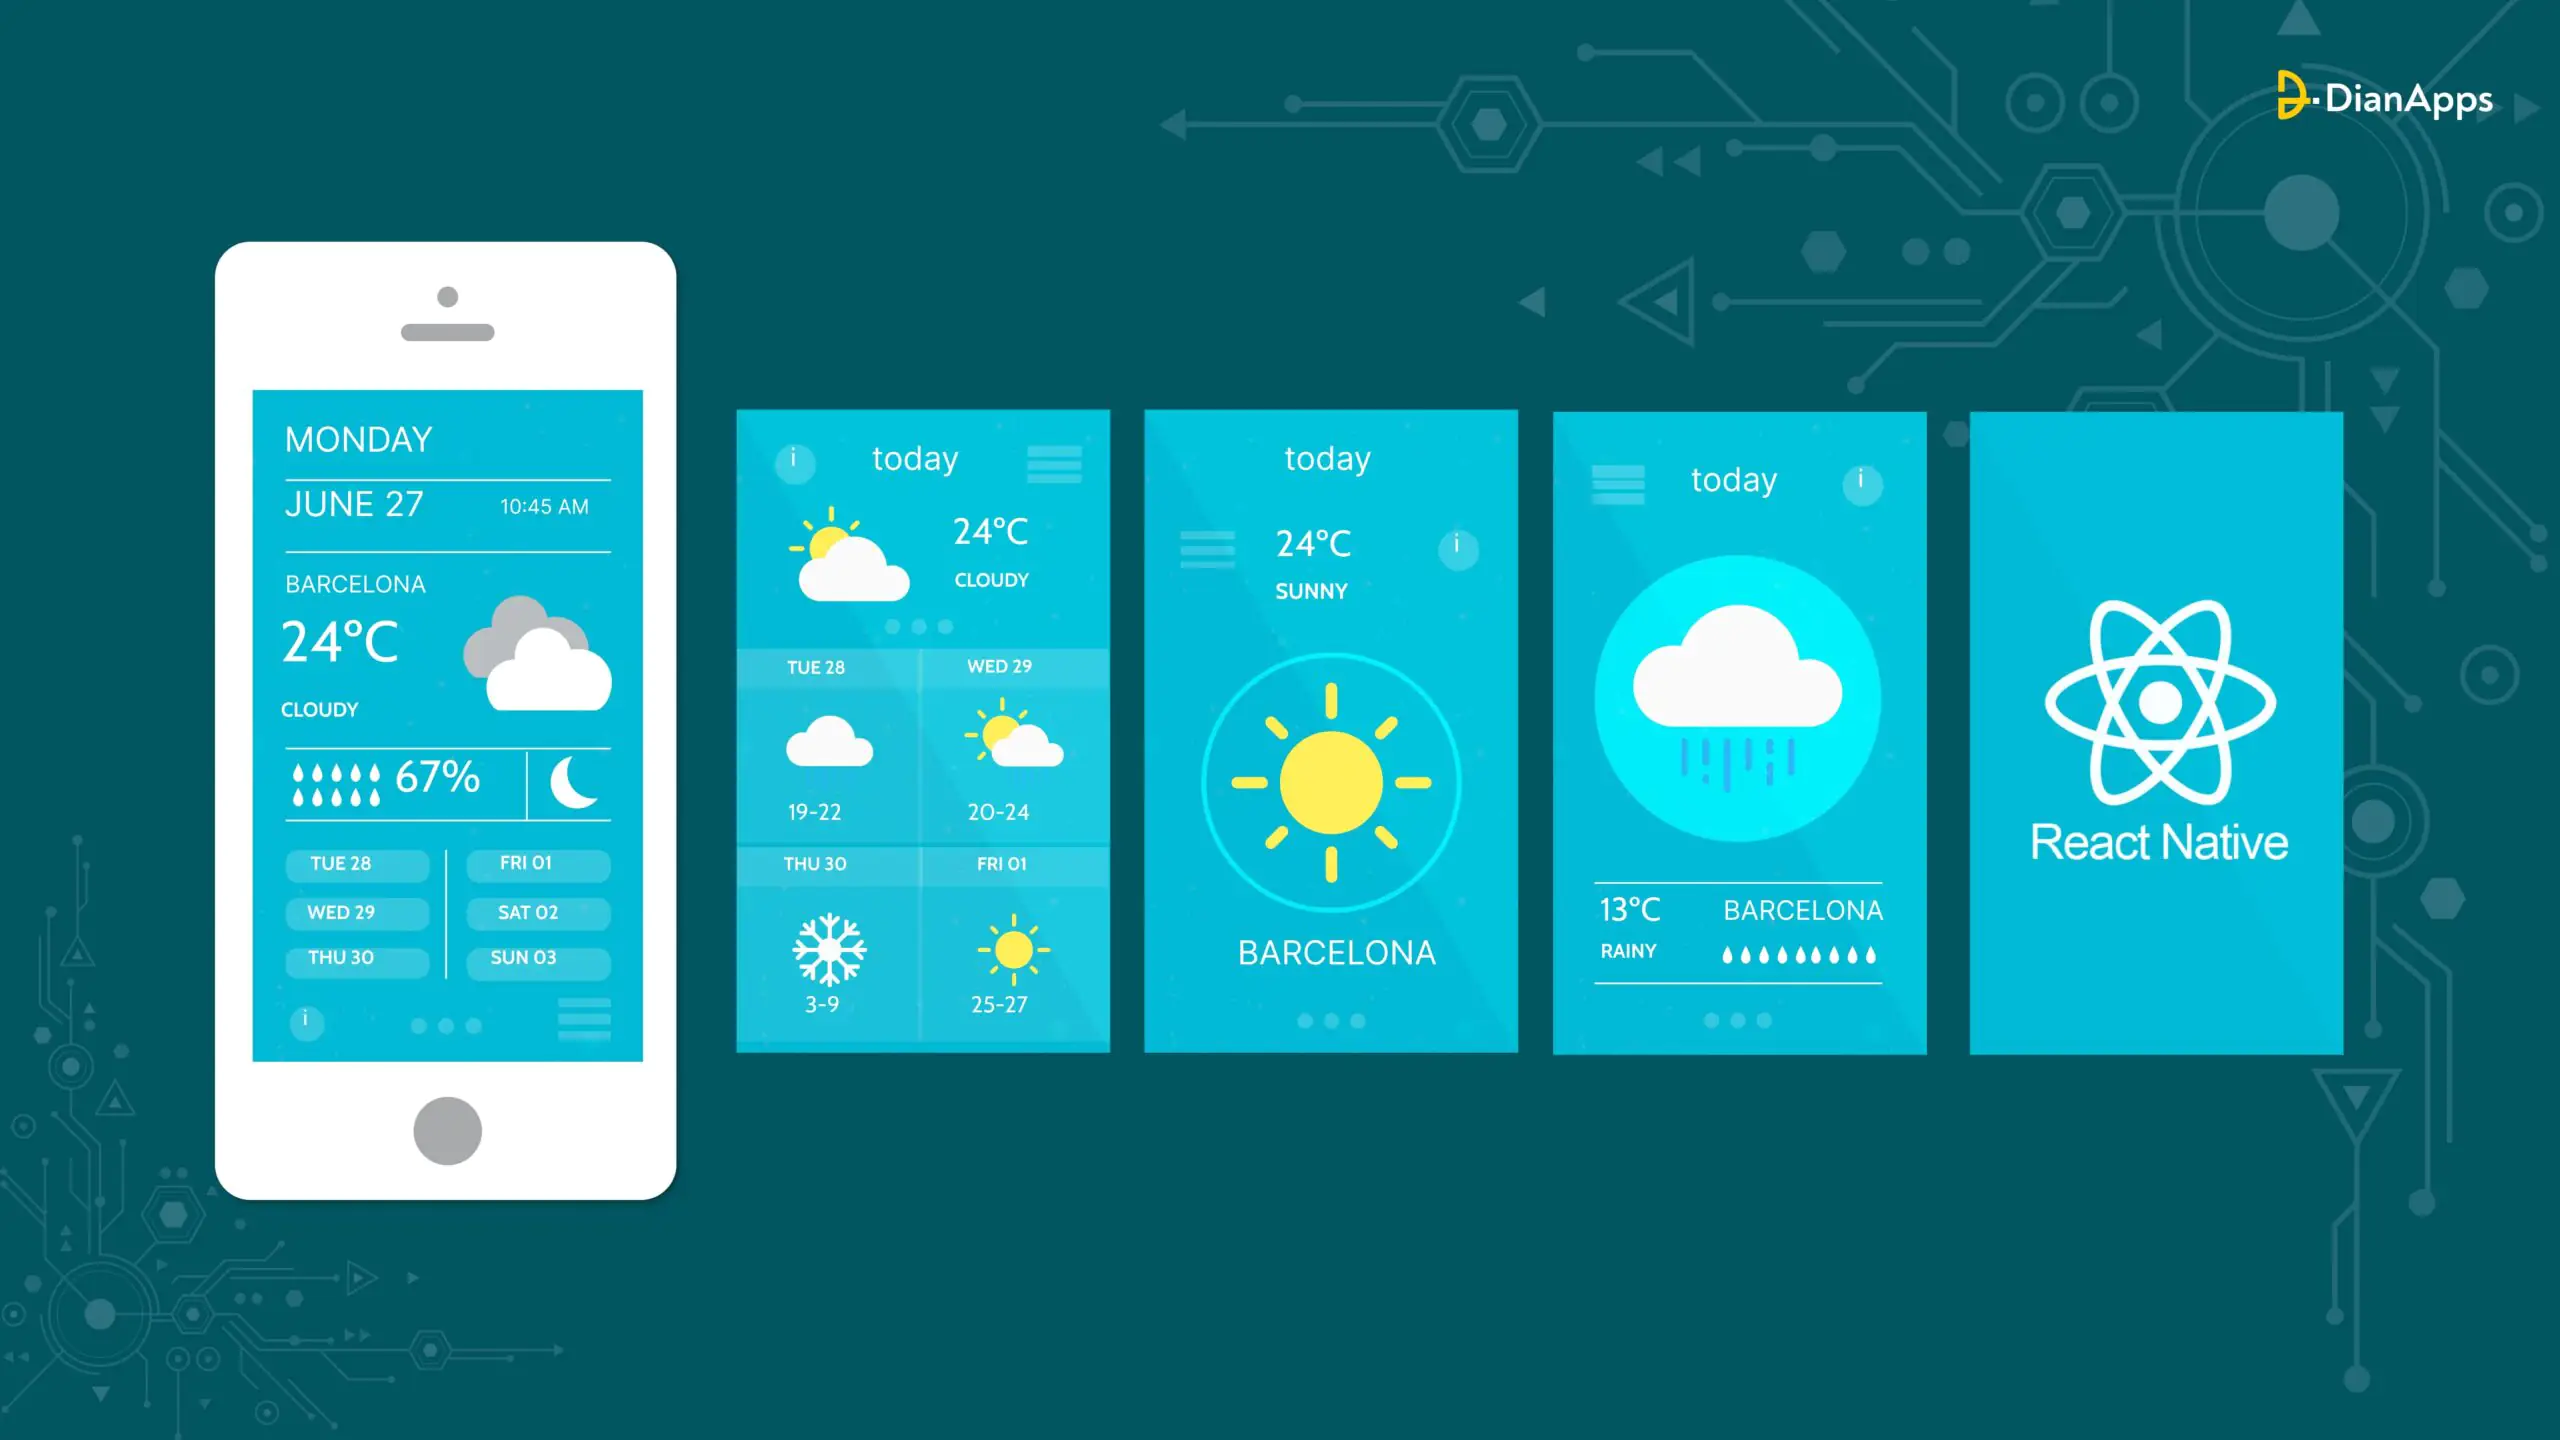 DianApps
MONDAY
JUNE 27 10:45 AM
BARCELONA
24°C
CLOUDY
67%
TUE 28 FRI 01
WED 29 SAT 02
THU 30 SUN 03
i
i today
24°C
CLOUDY
TUE 28 WED 29
19-22 20-24
THU 30 FRI 01
3-9 25-27
today
24°C i
SUNNY
BARCELONA
today i
13°C BARCELONA
RAINY
React Native